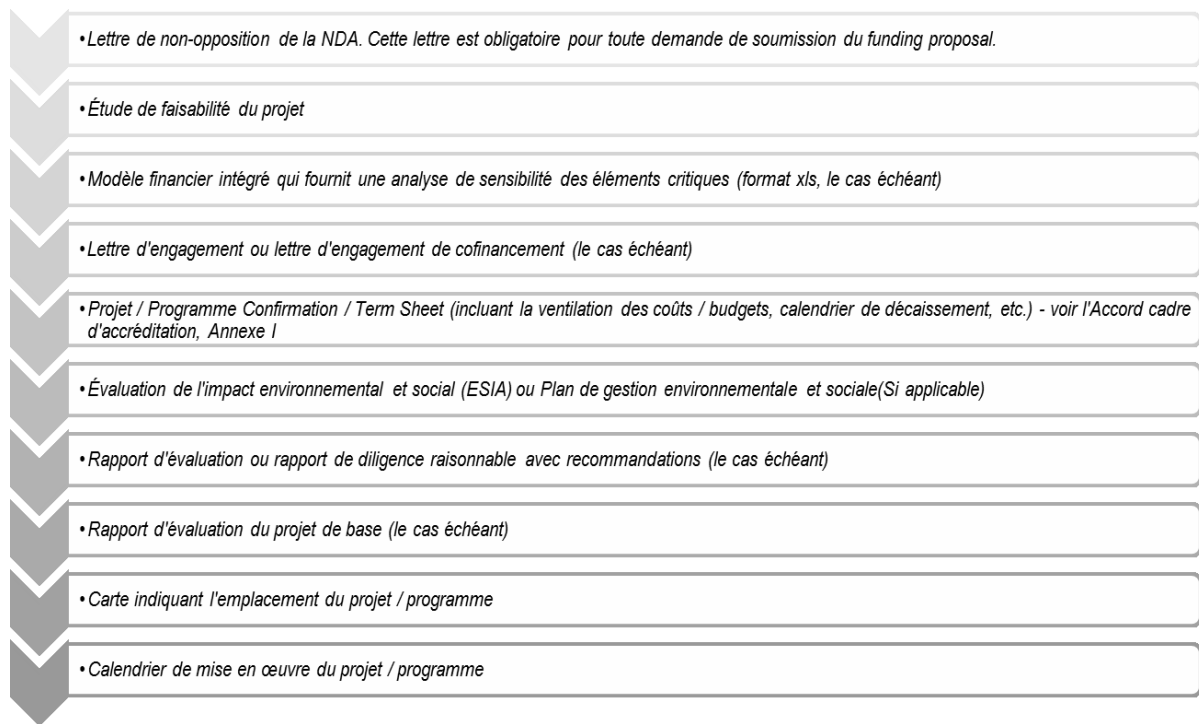 •Lettre de non-opposition de la NDA. Cette lettre est obligatoire pour toute demande de soumission du funding proposal.
•Étude de faisabilité du projet
•Modèle financier intégré qui fournit une analyse de sensibilité des éléments critiques (format xls, le cas échéant)
•Lettre d'engagement ou lettre d'engagement de cofinancement (le cas échéant)
•Projet / Programme Confirmation / Term Sheet (incluant la ventilation des coûts / budgets, calendrier de décaissement, etc.) - voir l'Accord cadre
d'accréditation, Annexe I
•Évaluation de l'impact environnemental et social (ESIA) ou Plan de gestion environnementale et sociale(Si applicable)
•Rapport d'évaluation ou rapport de diligence raisonnable avec recommandations (le cas échéant)
•Rapport d'évaluation du projet de base (le cas échéant)
•Carte indiquant l'emplacement du projet / programme
•Calendrier de mise en œuvre du projet / programme